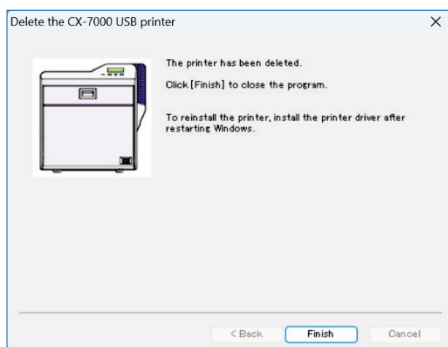 Delete the CX-7000 USB printer
The printer has been deleted.
Click [Finish] to close the program.
To reinstall the printer, install the printer driver after
restarting Windows.
< Back
Finish
Cancel